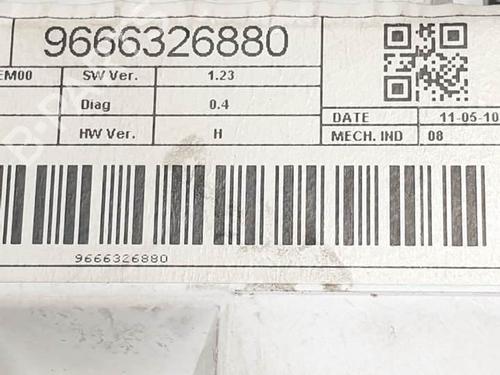 9666326880
EM00 SW Ver. 1.23
Diag 0.4
HW Ver. H
DATE 11-05-10
MECH. IND 08
9666326880
B-PARTS